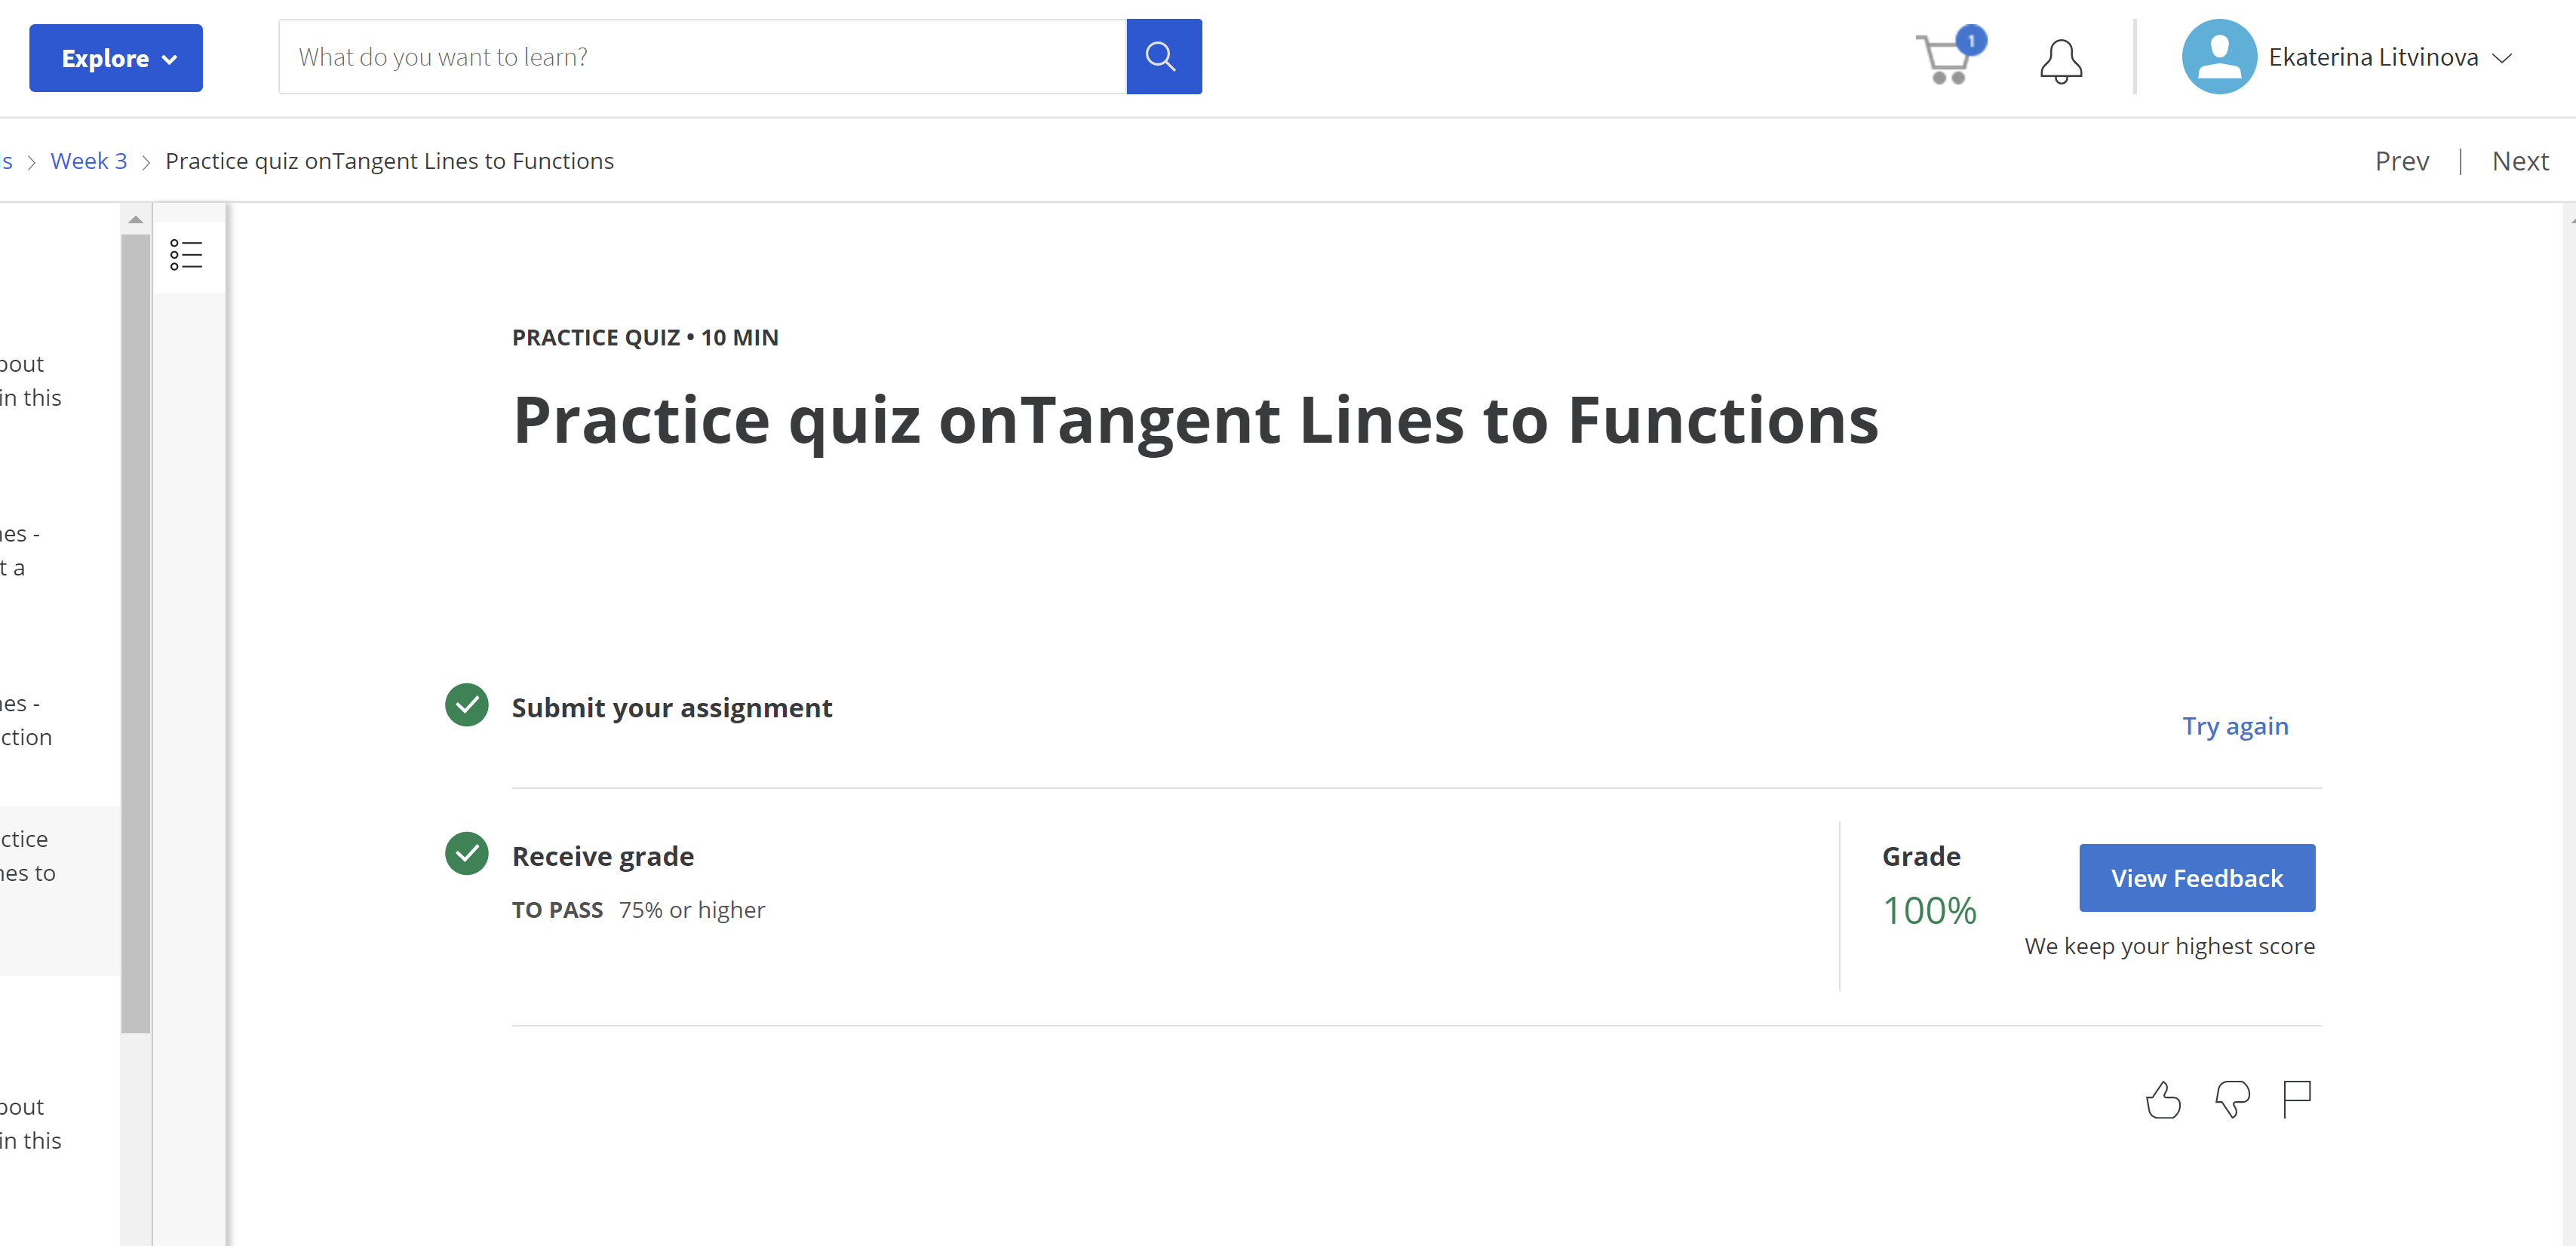 Explore
What do you want to learn?
1
Ekaterina Litvinova
s > Week 3 > Practice quiz onTangent Lines to Functions
Prev | Next
bout
in this
nes -
t a
nes -
ction
ctice
nes to
bout
in this
PRACTICE QUIZ • 10 MIN
Practice quiz onTangent Lines to Functions
Submit your assignment
Try again
Receive grade
TO PASS 75% or higher
Grade
100%
View Feedback
We keep your highest score